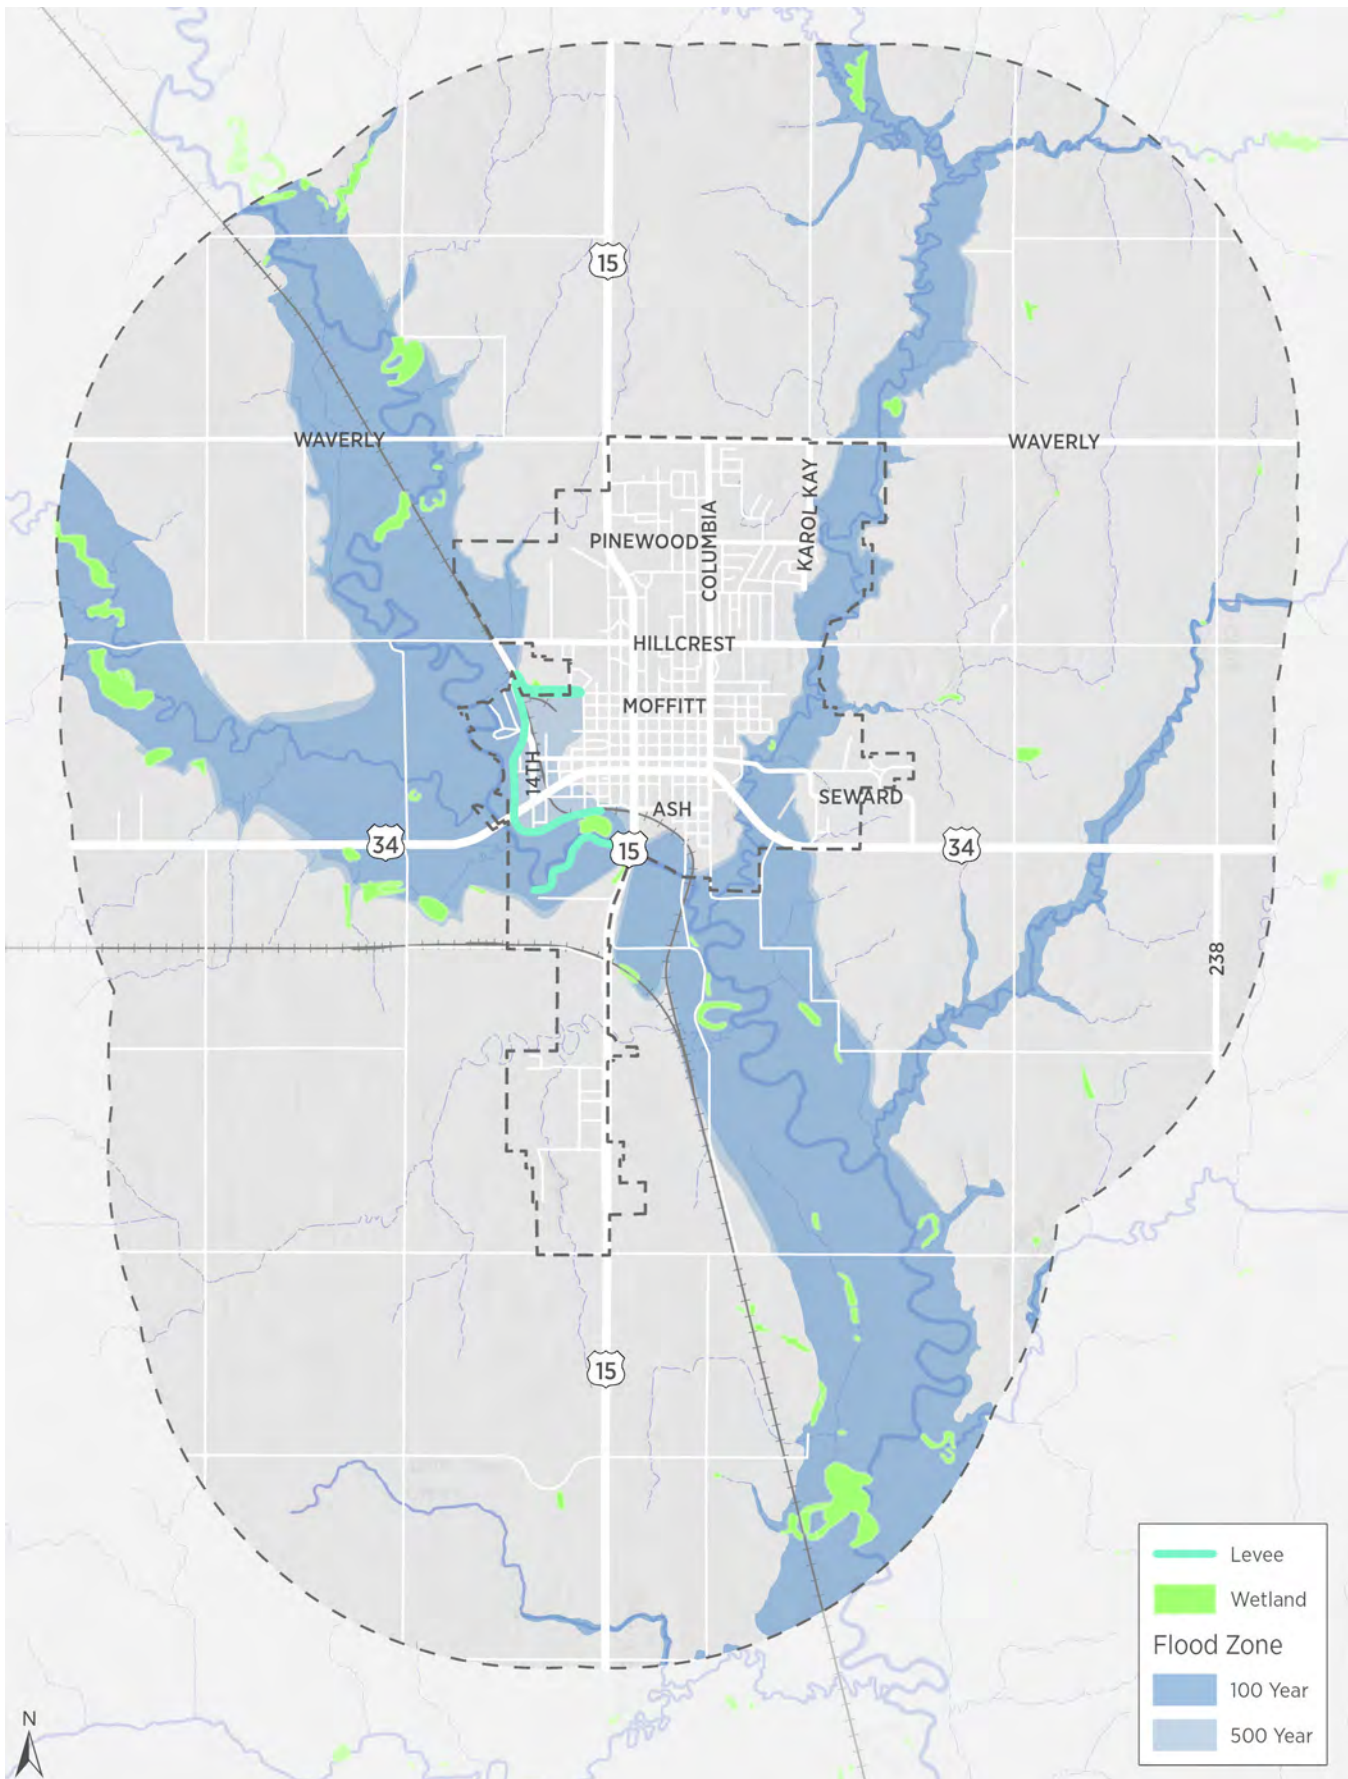 15
WAVERLY
WAVERLY
KAROL KAY
COLUMBIA
PINEWOOD
HILLCREST
MOFFITT
14TH
SEWARD
ASH
34
15
34
238
15
Levee
Wetland
Flood Zone
100 Year
500 Year
N